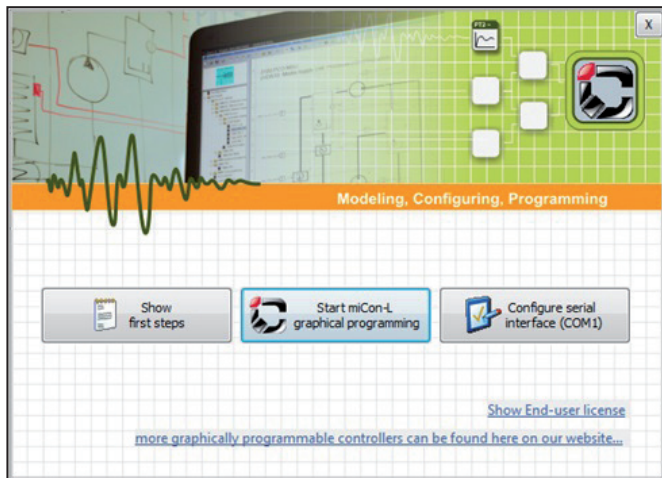 X
PT2 -
Modeling, Configuring, Programming
Show
first steps
Start miCon-L
graphical programming
Configure serial
interface (COM1)
Show End-user license
more graphically programmable controllers can be found here on our website...